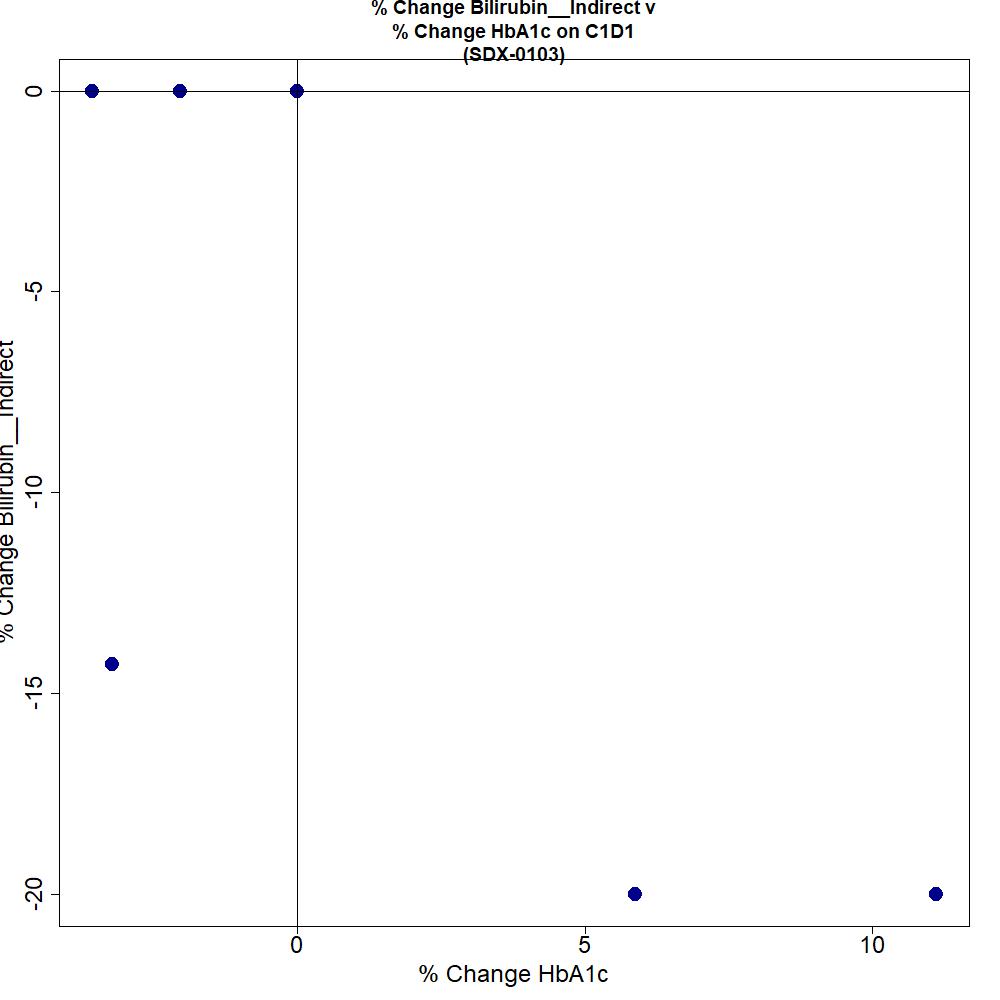 % Change Bilirubin__Indirect v
% Change HbA1c on C1D1
(SDX-0103)
0
-5
-10
-15
-20
% Change Bilirubin__Indirect
0
5
10
% Change HbA1c